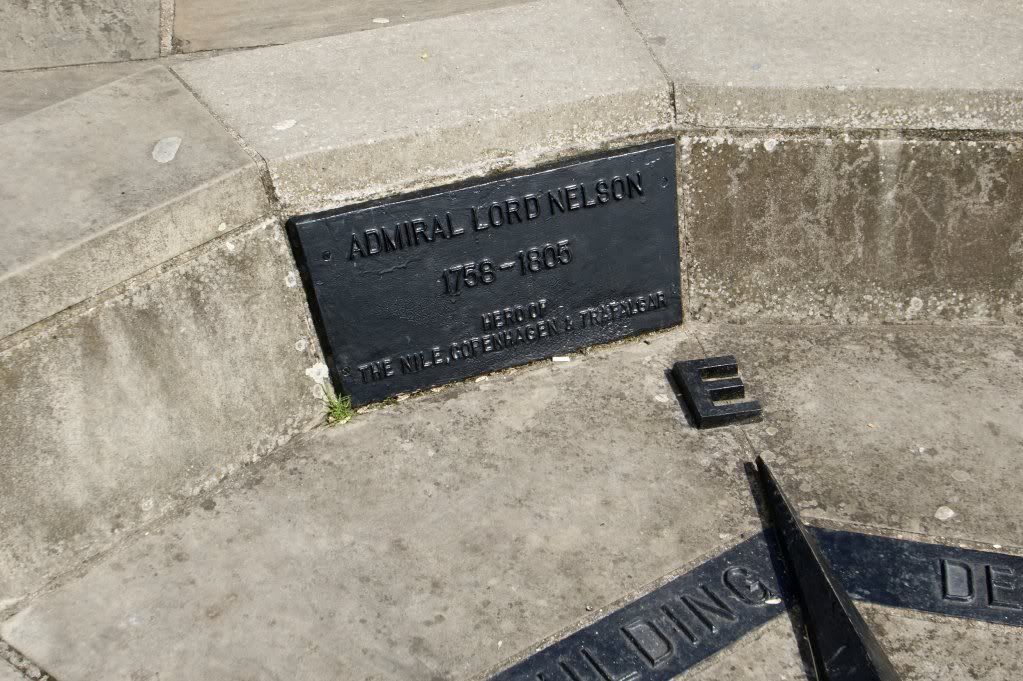 ADMIRAL LORD NELSON
1758-1805
HERO OF
THE NILE, COPENHAGEN & TRAFALGAR
E
ILDING
DE